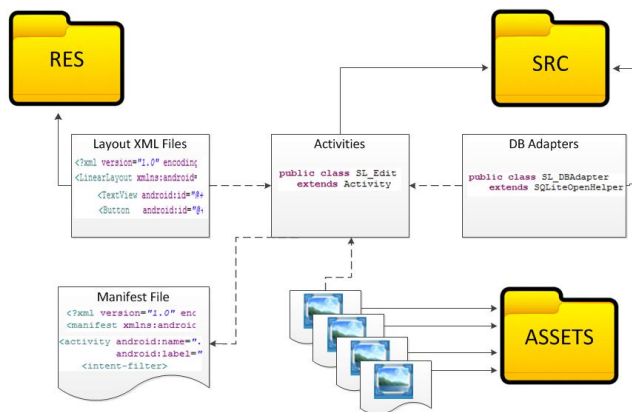 RES
SRC
Layout XML Files
<?xml version="1.0" encoding
<LinearLayout xmlns:android=
<TextView android:id="@+
<Button android:id="@+
Activities
public class SL_Edit
extends Activity
DB Adapters
public class SL_DBAdapter
extends SQLiteOpenHelper
Manifest File
<?xml version="1.0" enc
<manifest xmlns:android
<activity android:name=".
android:label="
<intent-filter>
ASSETS